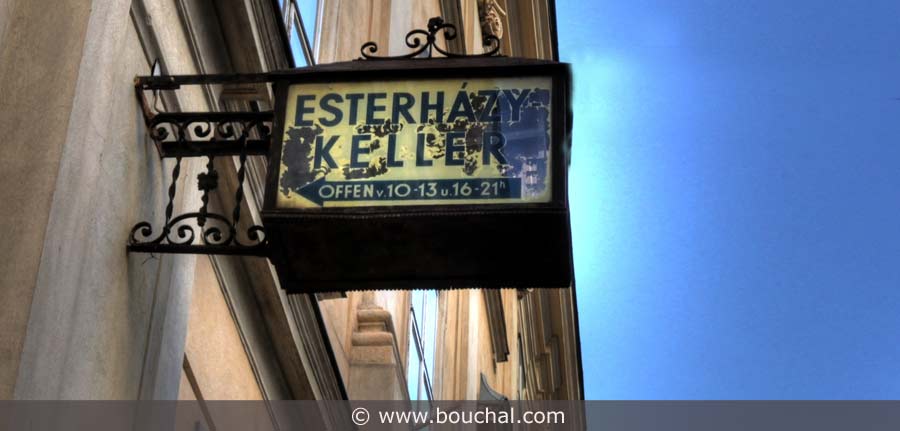 ESTERHÁZY-
KELLER
OFFEN v. 10-13 u. 16-21h
© www.bouchal.com